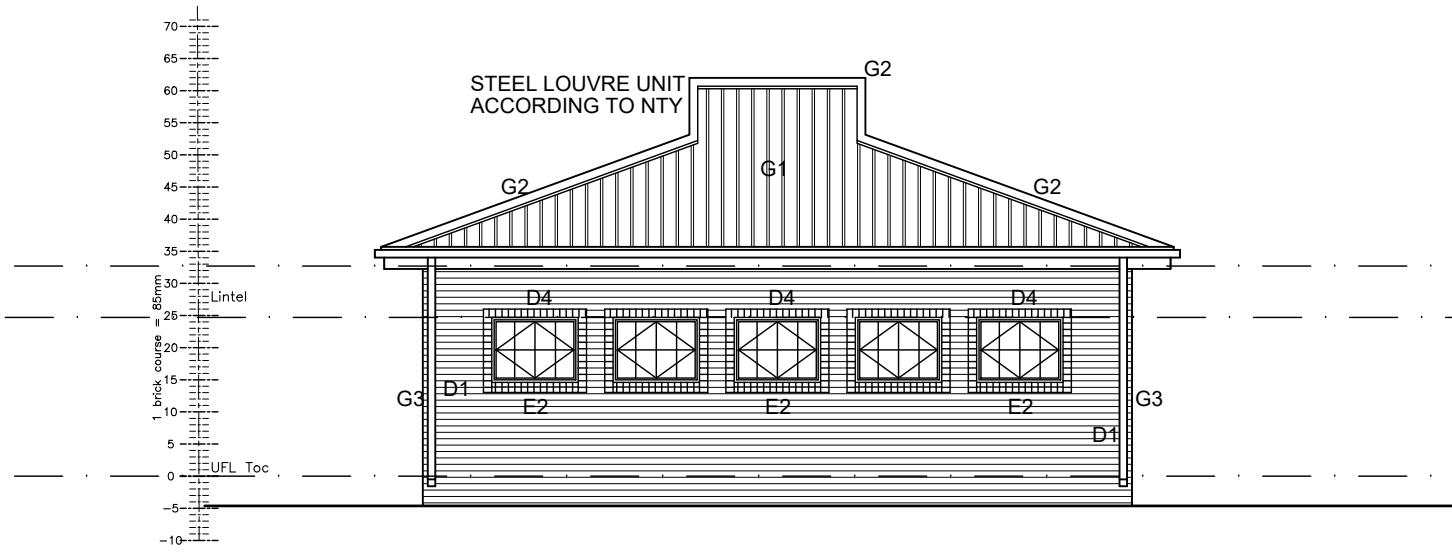 70
65
60
55
50
45
40
35
30
25
20
15
10
5
0
-5
-10
1 brick course = 85mm
Lintel
UFL Toc
STEEL LOUVRE UNIT
ACCORDING TO NTY
G2
G1
G2
G2
D4
D4
D4
G3
D1
E2
E2
E2
D1
G3